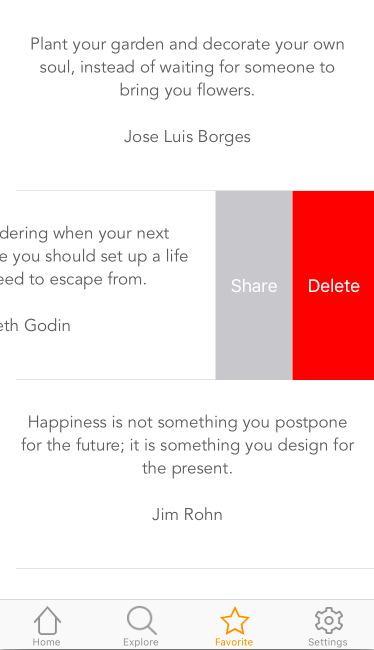 Plant your garden and decorate your own
soul, instead of waiting for someone to
bring you flowers.
Jose Luis Borges
dering when your next
e you should set up a life
eed to escape from.
eth Godin
Share
Delete
Happiness is not something you postpone
for the future; it is something you design for
the present.
Jim Rohn
Home
Explore
Favorite
Settings